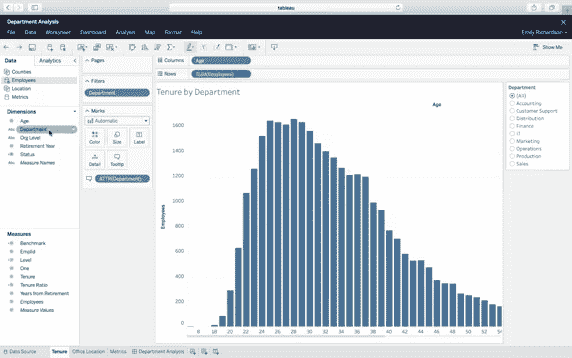 tableau
Department Analysis
File Data Worksheet Dashboard Analysis Map Format Help
Emily Richardson
Show Me
Data Analytics
Pages
Columns Age
Rows SUM(Employees)
Counties
Employees
Location
Metrics
Filters
Department
Dimensions
Age
Department
Org Level
Retirement Year
Status
Measure Names
Marks
Automatic
Color Size Label
Detail Tooltip
ATTR(Department)
Tenure by Department
Age
Employees
1600
1400
1200
1000
800
600
400
200
0
18 20 22 24 26 28 30 32 34 36 38 40 42 44 46 48 50 52
Department
(All)
Accounting
Customer Support
Distribution
Finance
IT
Marketing
Operations
Production
Sales
Measures
Benchmark
Emplid
Level
One
Tenure
Tenure Ratio
Years from Retirement
Employees
Measure Values
Data Source Tenure Office Location Metrics Department Analysis